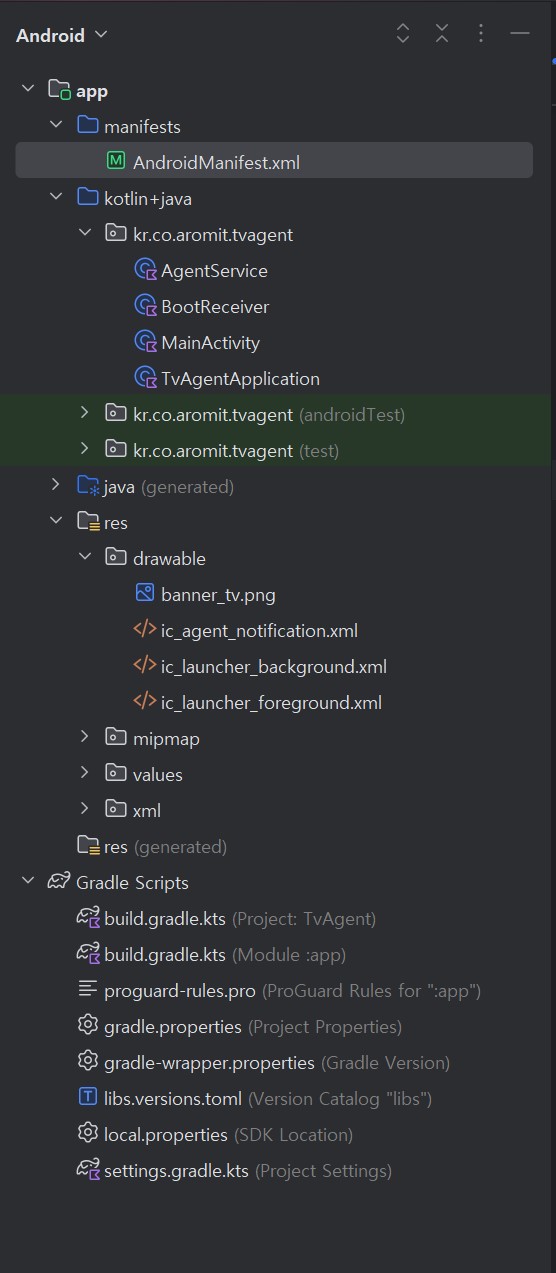 Android
app
manifests
AndroidManifest.xml
kotlin+java
kr.co.aromit.tvagent
AgentService
BootReceiver
MainActivity
TvAgentApplication
kr.co.aromit.tvagent (androidTest)
kr.co.aromit.tvagent (test)
java (generated)
res
drawable
banner_tv.png
ic_agent_notification.xml
ic_launcher_background.xml
ic_launcher_foreground.xml
mipmap
values
xml
res (generated)
Gradle Scripts
build.gradle.kts (Project: TvAgent)
build.gradle.kts (Module :app)
proguard-rules.pro (ProGuard Rules for ":app")
gradle.properties (Project Properties)
gradle-wrapper.properties (Gradle Version)
libs.versions.toml (Version Catalog "libs")
local.properties (SDK Location)
settings.gradle.kts (Project Settings)